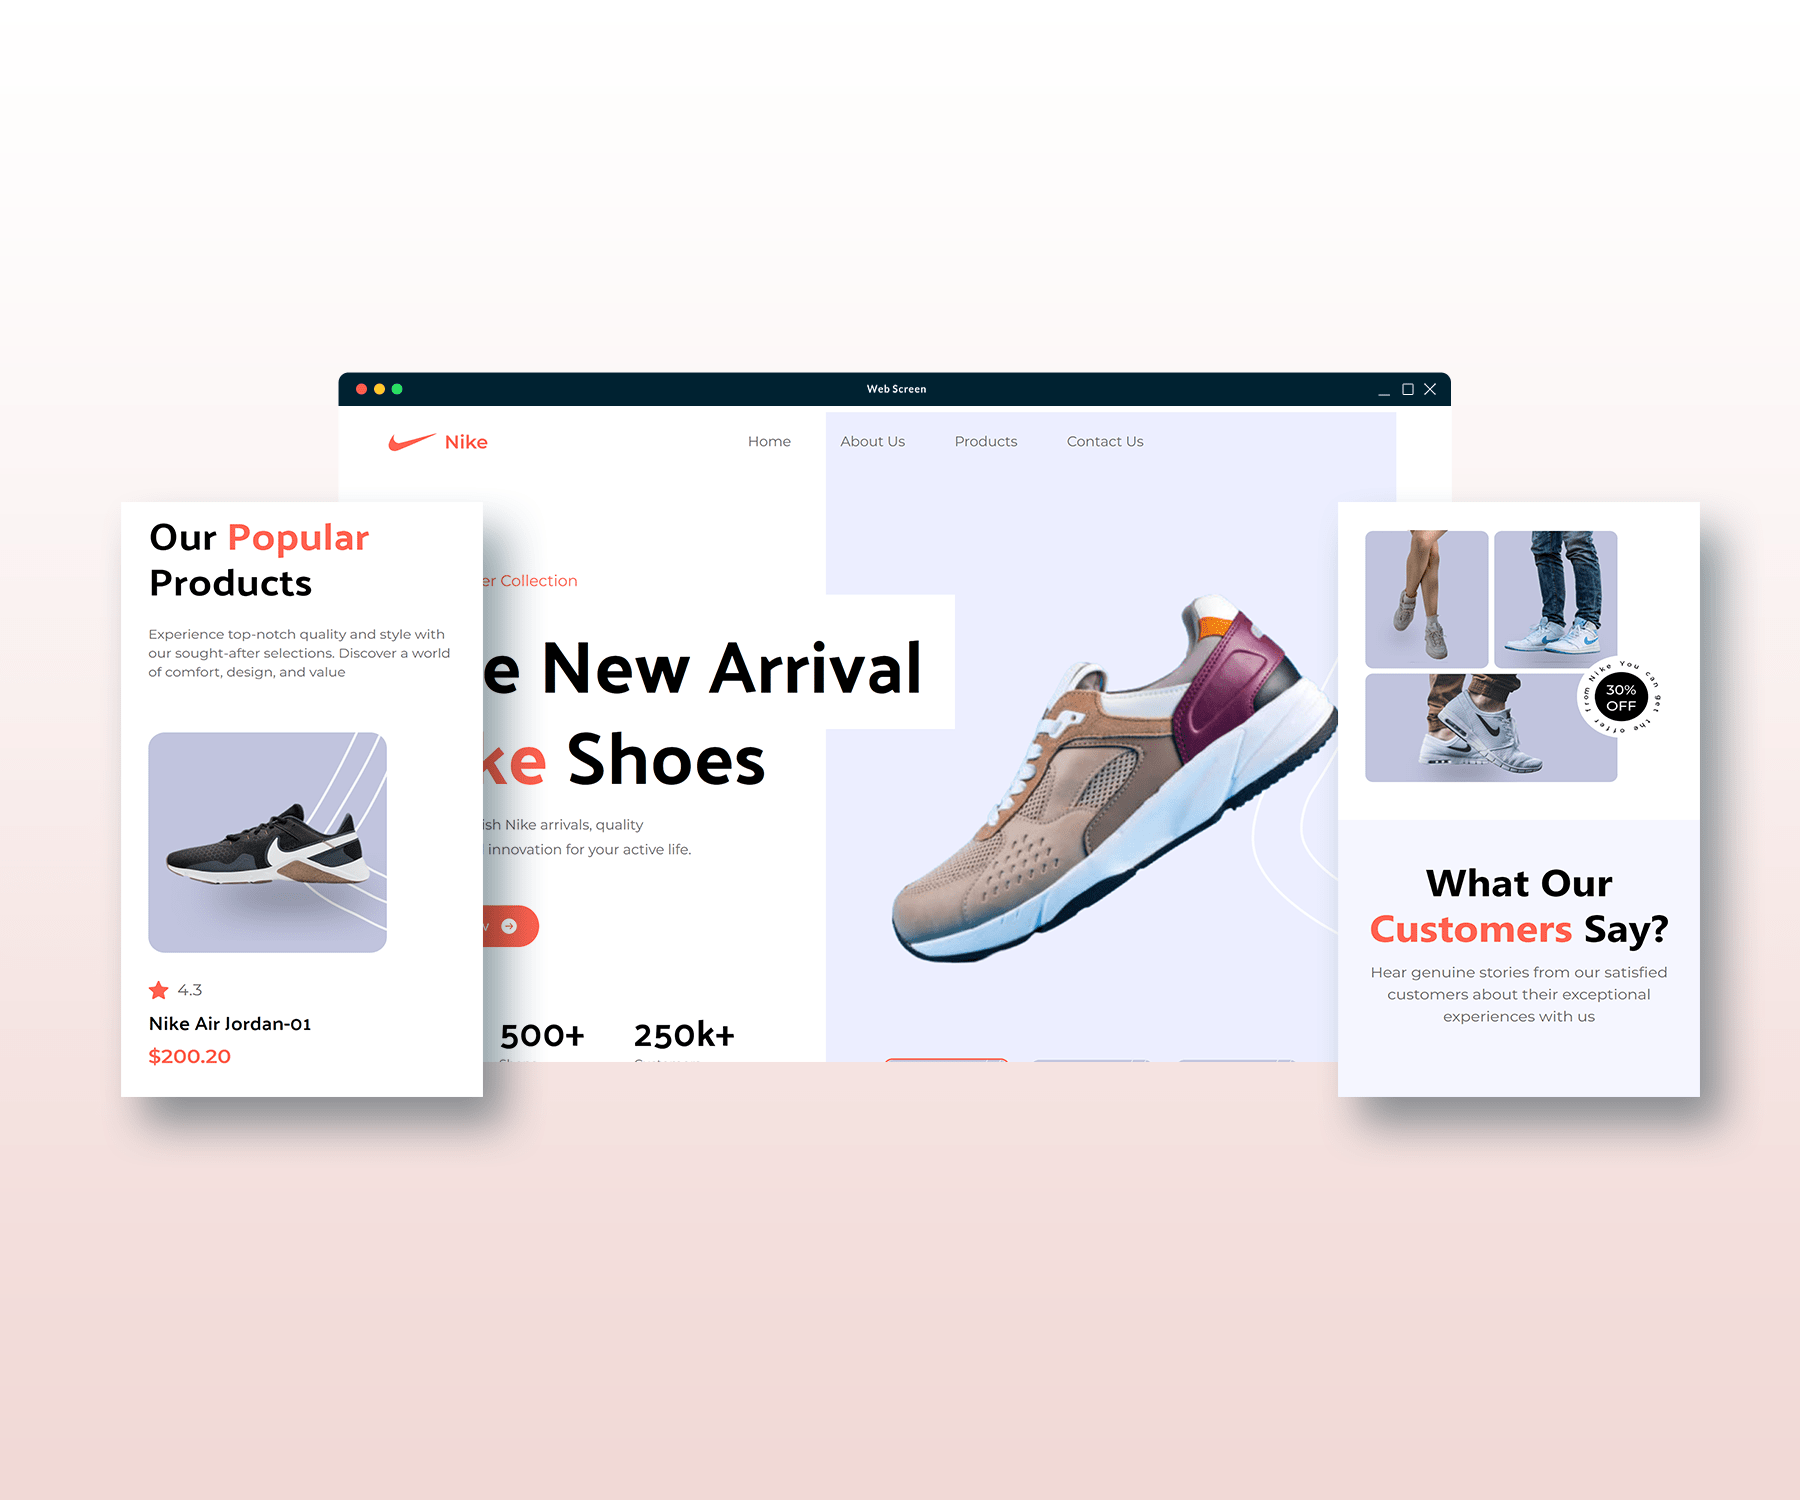 Web Screen
Nike
Home
About Us
Products
Contact Us
Our Popular
Products
Experience top-notch quality and style with
our sought-after selections. Discover a world
of comfort, design, and value
4.3
Nike Air Jordan-01
$200.20
Collection
New Arrival
Shoes
Nike arrivals, quality
innovation for your active life.
500+
250k+
from Nike You can get the offer
30%
OFF
What Our
Customers Say?
Hear genuine stories from our satisfied
customers about their exceptional
experiences with us